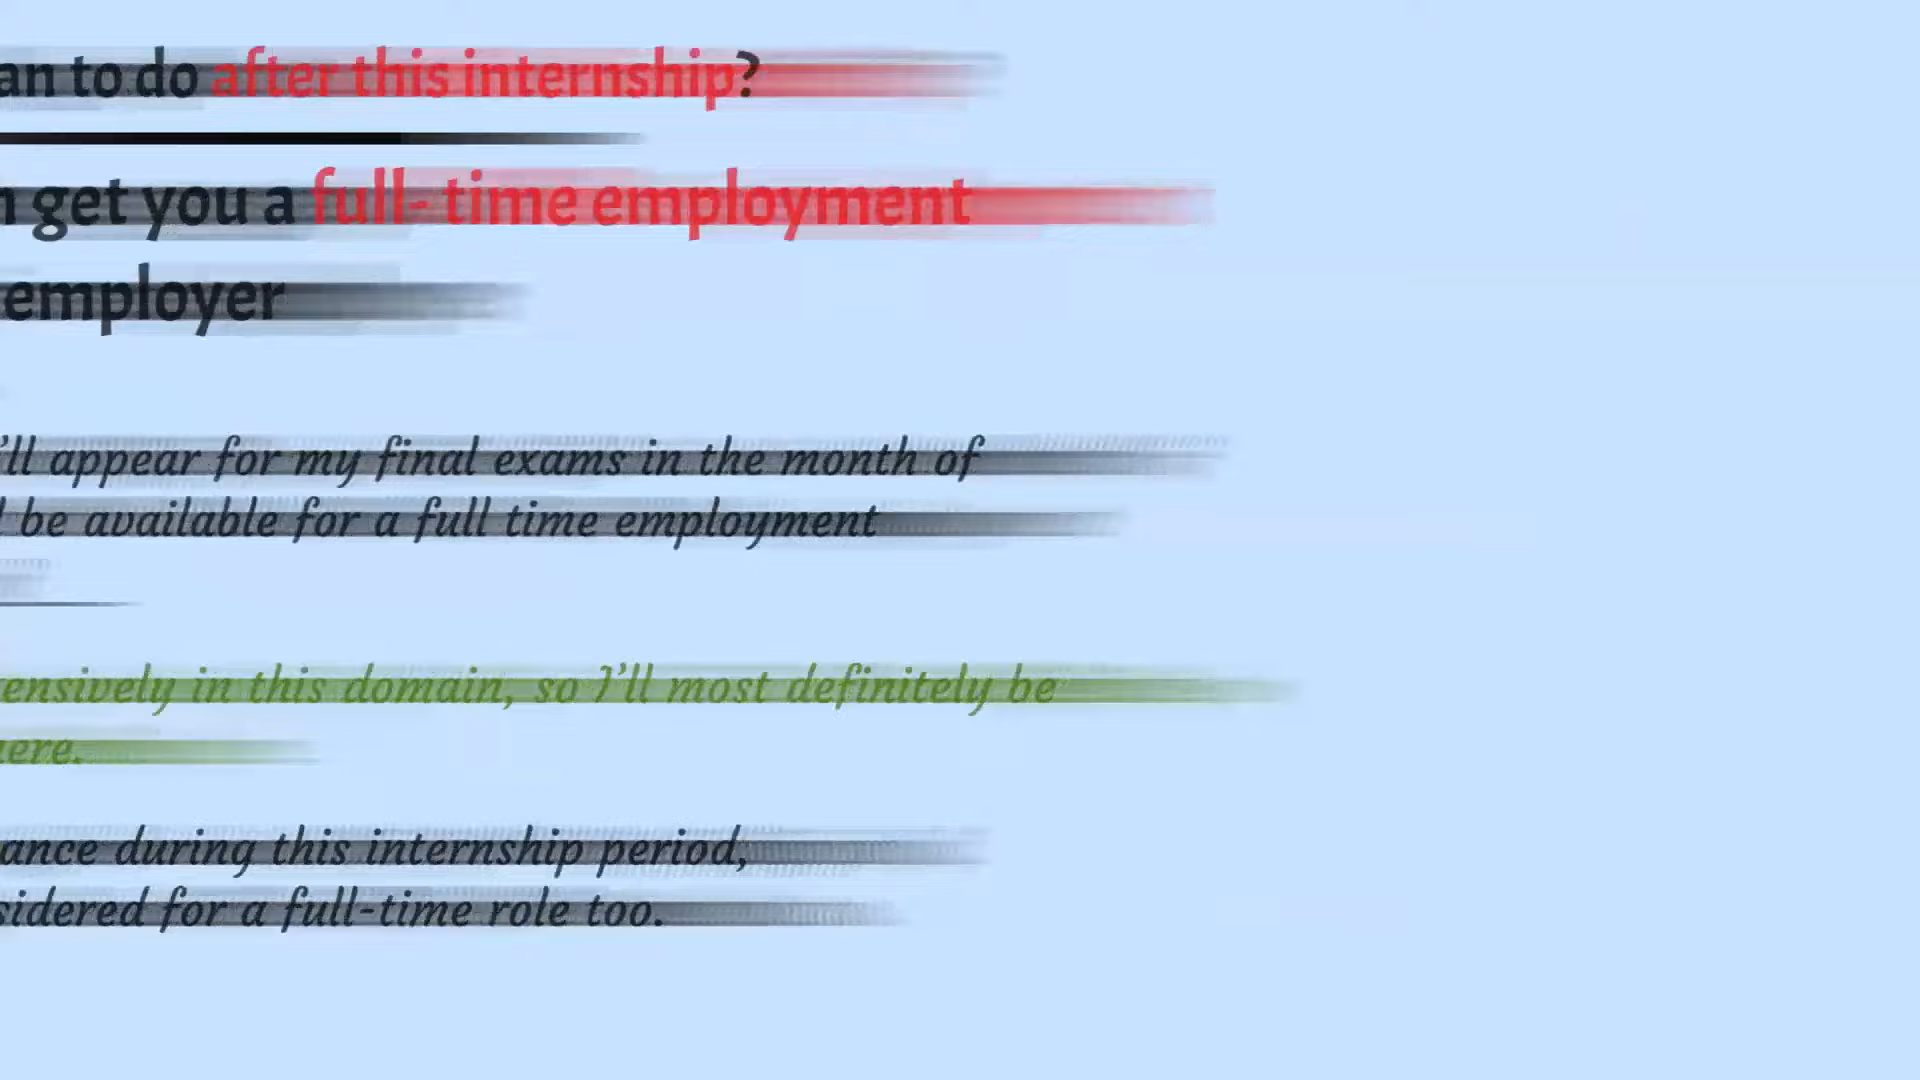 an to do after this internship?
get you a full-time employment
employer
'll appear for my final exams in the month of
be available for a full time employment
ensively in this domain, so I'll most definitely be
ere.
ance during this internship period,
sidered for a full-time role too.